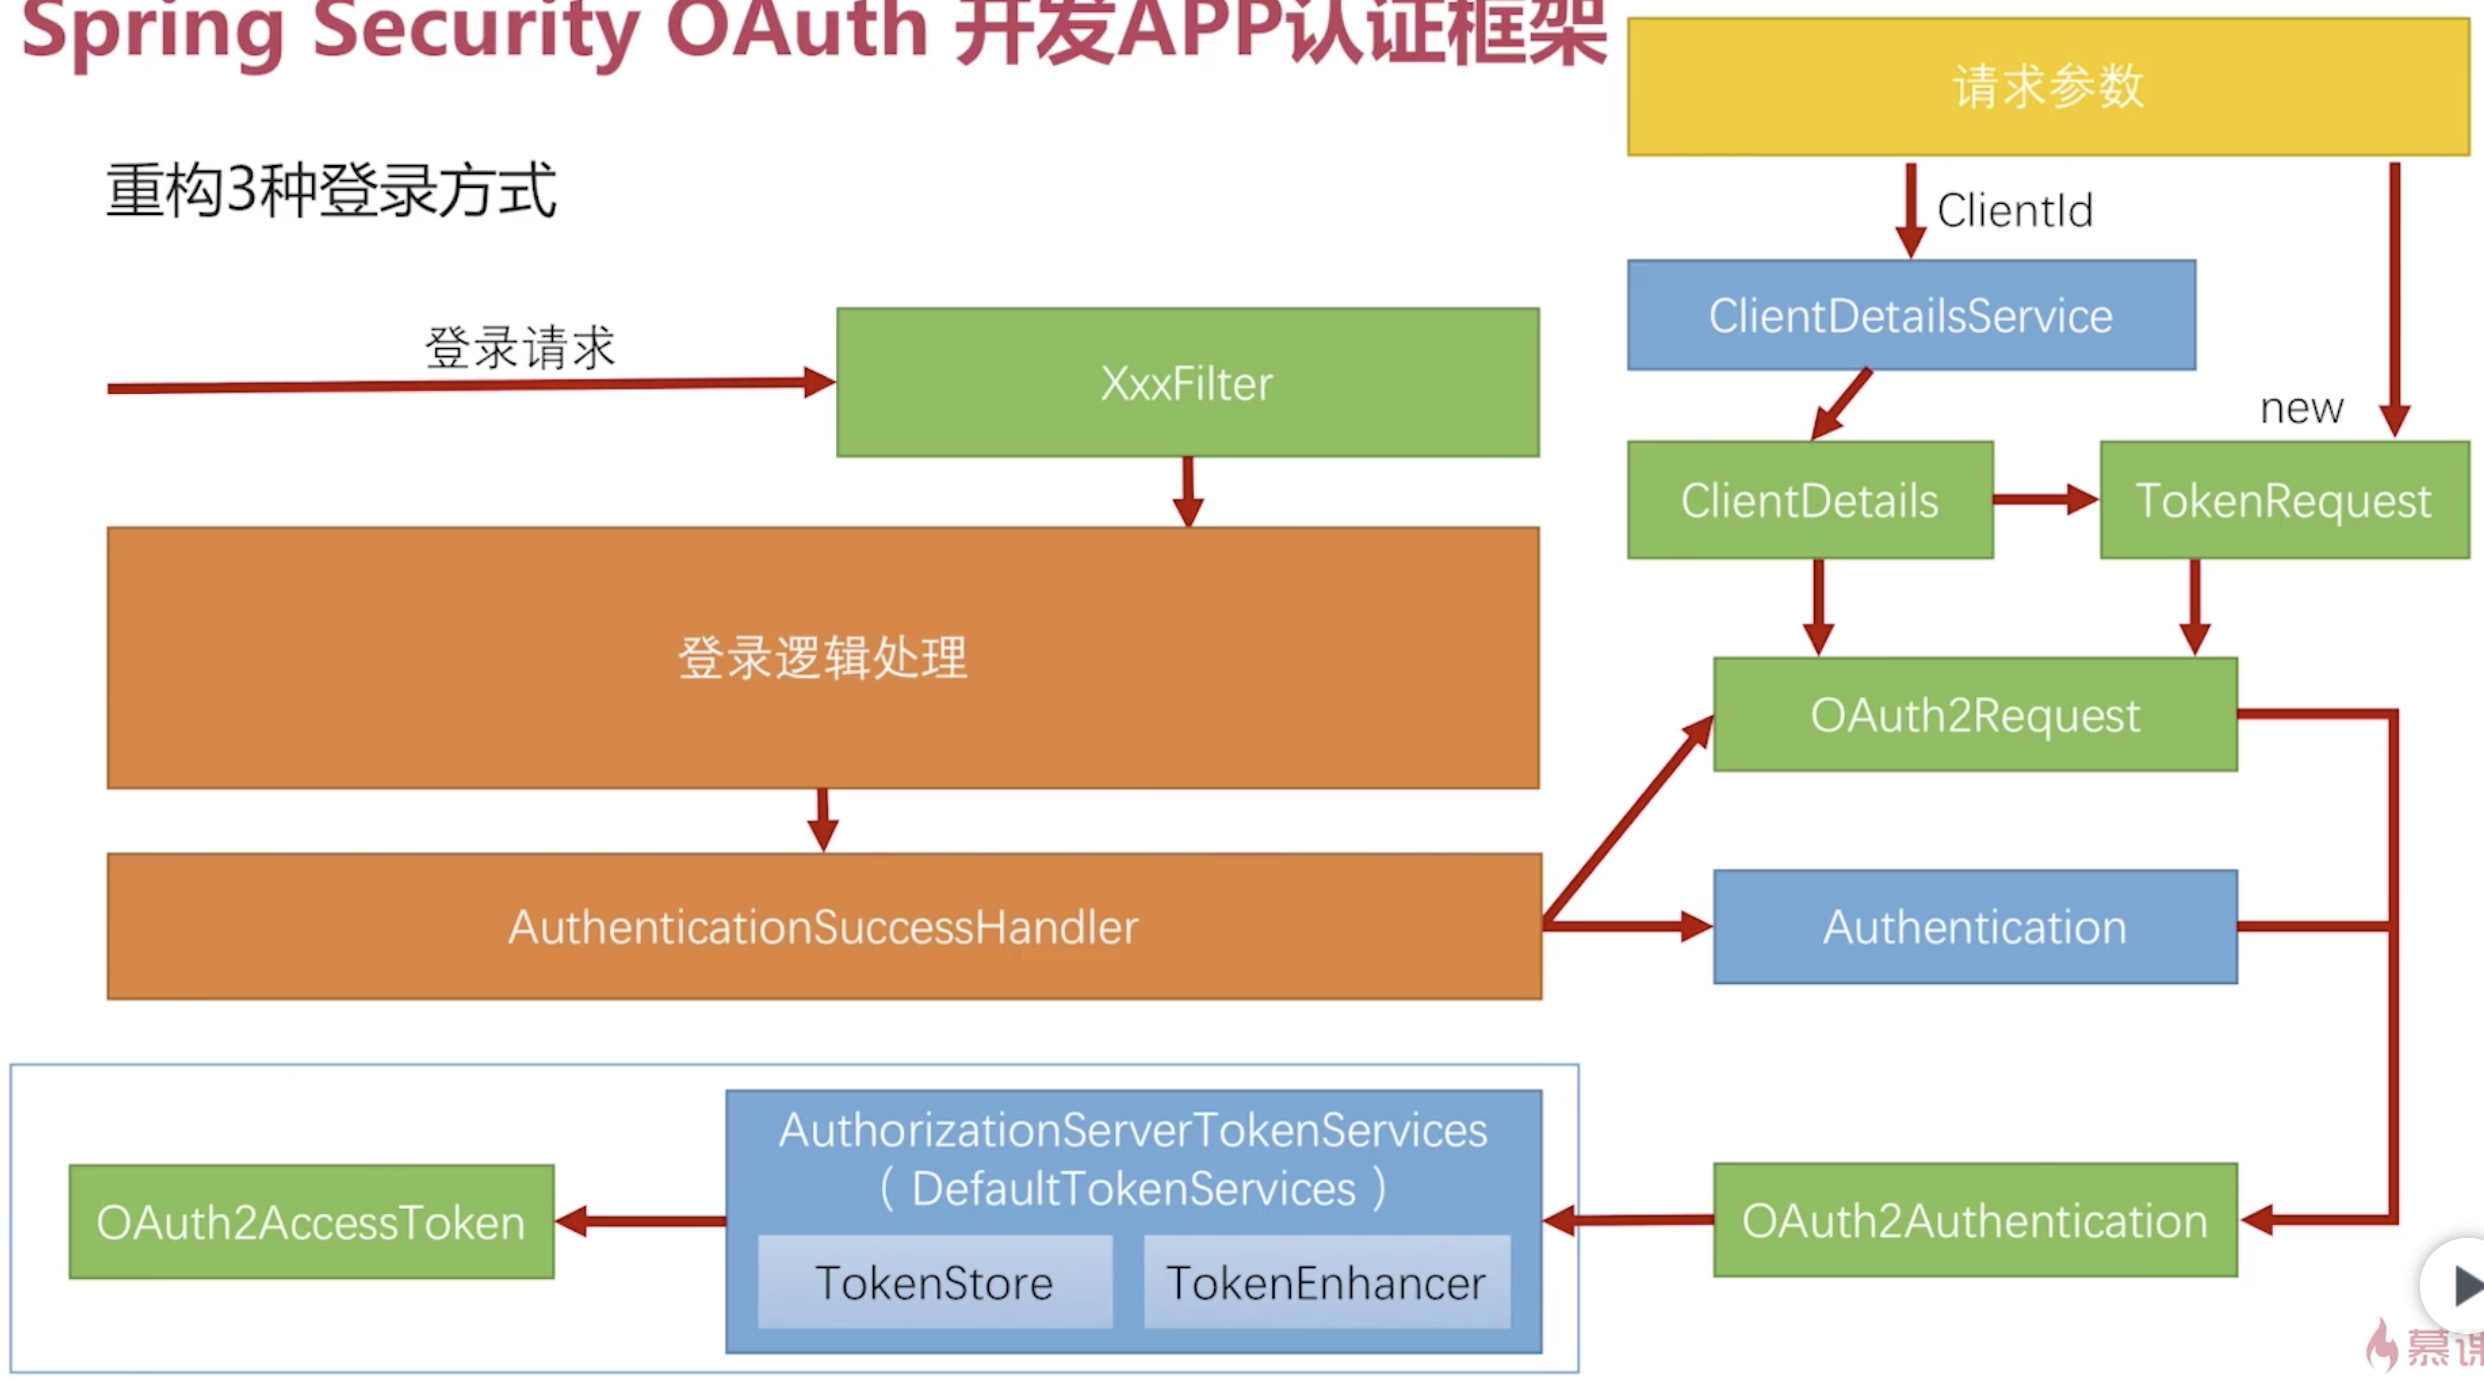 Spring Security OAuth 开发APP认证框架
重构3种登录方式
请求参数
ClientId
ClientDetailsService
new
ClientDetails
TokenRequest
登录请求
XxxFilter
登录逻辑处理
AuthenticationSuccessHandler
OAuth2Request
Authentication
OAuth2Authentication
AuthorizationServerTokenServices
（ DefaultTokenServices ）
TokenStore
TokenEnhancer
OAuth2AccessToken
慕课